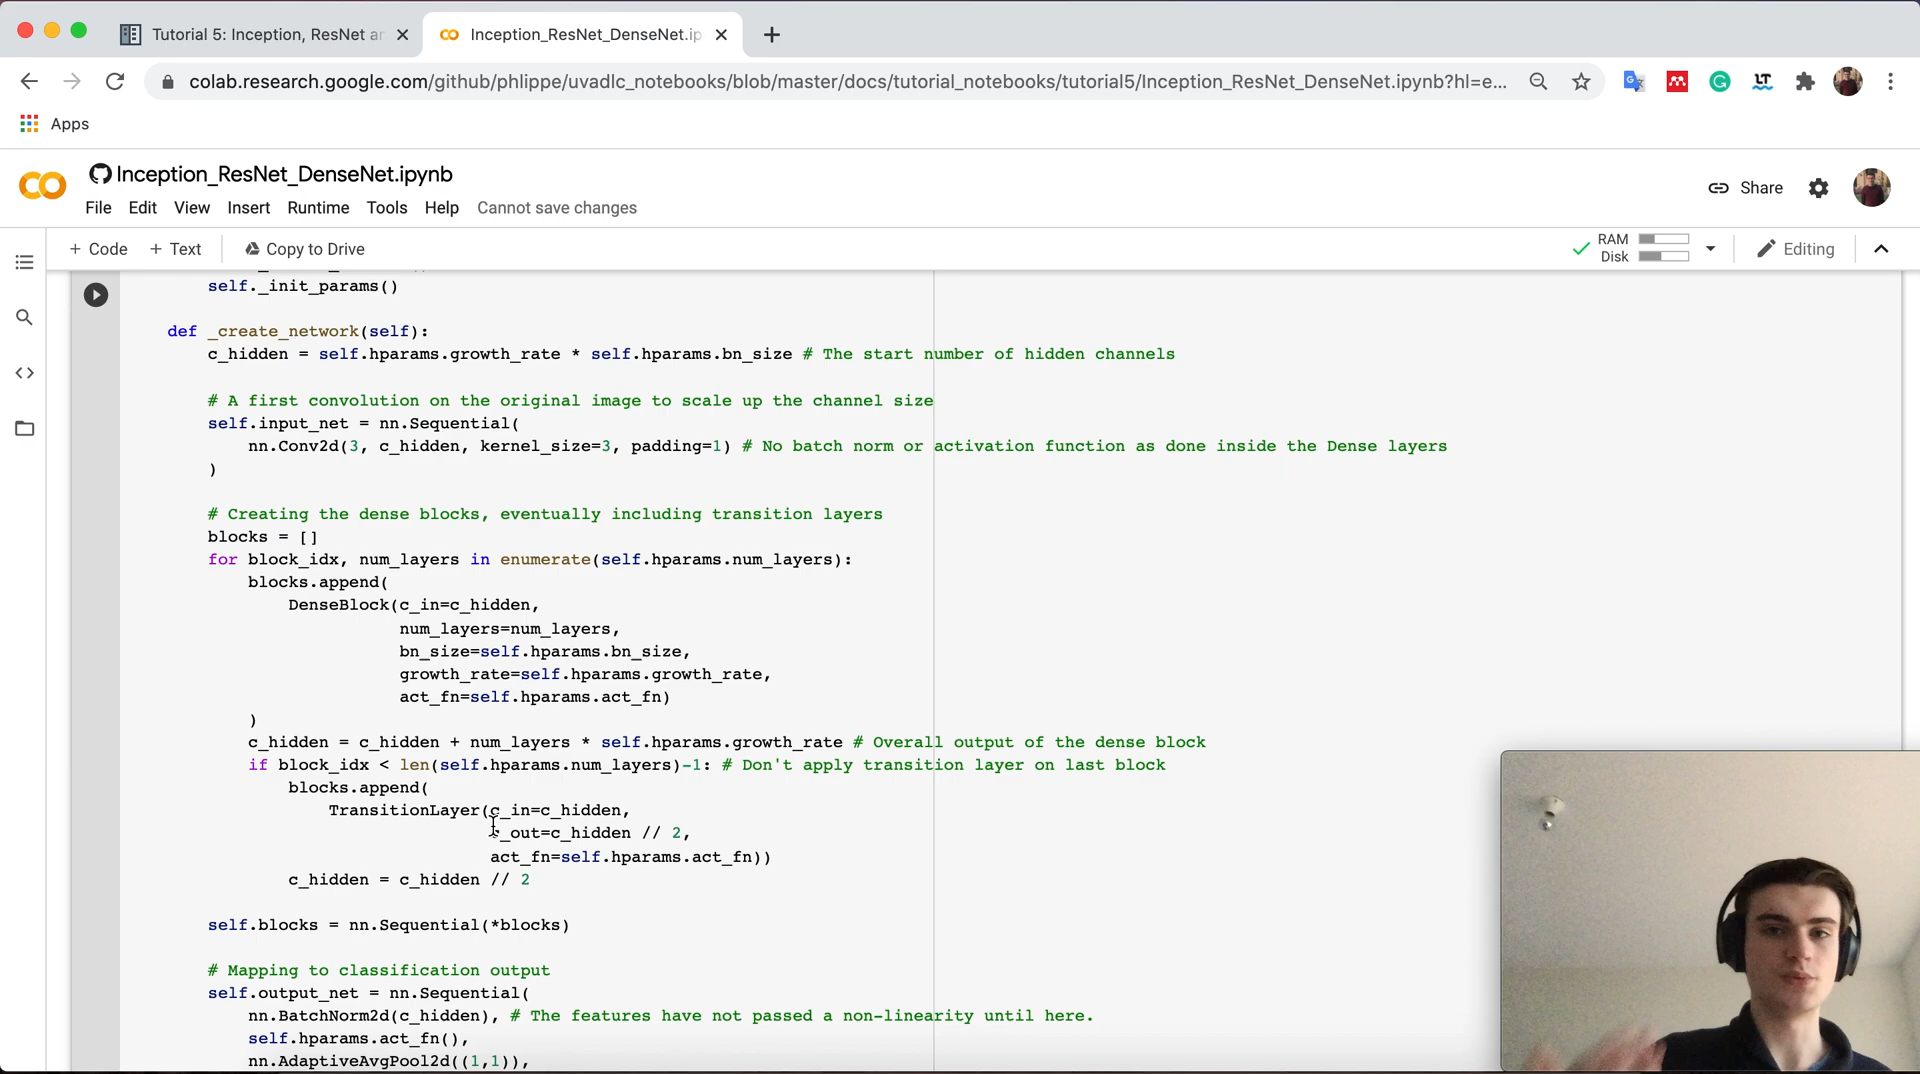 Tutorial 5: Inception, ResNet an
Inception_ResNet_DenseNet.ip
colab.research.google.com/github/phlippe/uvadlc_notebooks/blob/master/docs/tutorial_notebooks/tutorial5/Inception_ResNet_DenseNet.ipynb?hl=e...
Apps
Inception_ResNet_DenseNet.ipynb
Share
File Edit View Insert Runtime Tools Help Cannot save changes
+ Code + Text Copy to Drive
RAM
Disk
Editing
self._init_params()
def _create_network(self):
c_hidden = self.hparams.growth_rate * self.hparams.bn_size # The start number of hidden channels
# A first convolution on the original image to scale up the channel size
self.input_net = nn.Sequential(
nn.Conv2d(3, c_hidden, kernel_size=3, padding=1) # No batch norm or activation function as done inside the Dense layers
)
# Creating the dense blocks, eventually including transition layers
blocks = []
for block_idx, num_layers in enumerate(self.hparams.num_layers):
blocks.append(
DenseBlock(c_in=c_hidden,
num_layers=num_layers,
bn_size=self.hparams.bn_size,
growth_rate=self.hparams.growth_rate,
act_fn=self.hparams.act_fn)
)
c_hidden = c_hidden + num_layers * self.hparams.growth_rate # Overall output of the dense block
if block_idx < len(self.hparams.num_layers)-1: # Don't apply transition layer on last block
blocks.append(
TransitionLayer(c_in=c_hidden,
c_out=c_hidden // 2,
act_fn=self.hparams.act_fn))
c_hidden = c_hidden // 2
self.blocks = nn.Sequential(*blocks)
# Mapping to classification output
self.output_net = nn.Sequential(
nn.BatchNorm2d(c_hidden), # The features have not passed a non-linearity until here.
self.hparams.act_fn(),
nn.AdaptiveAvgPool2d((1,1)),